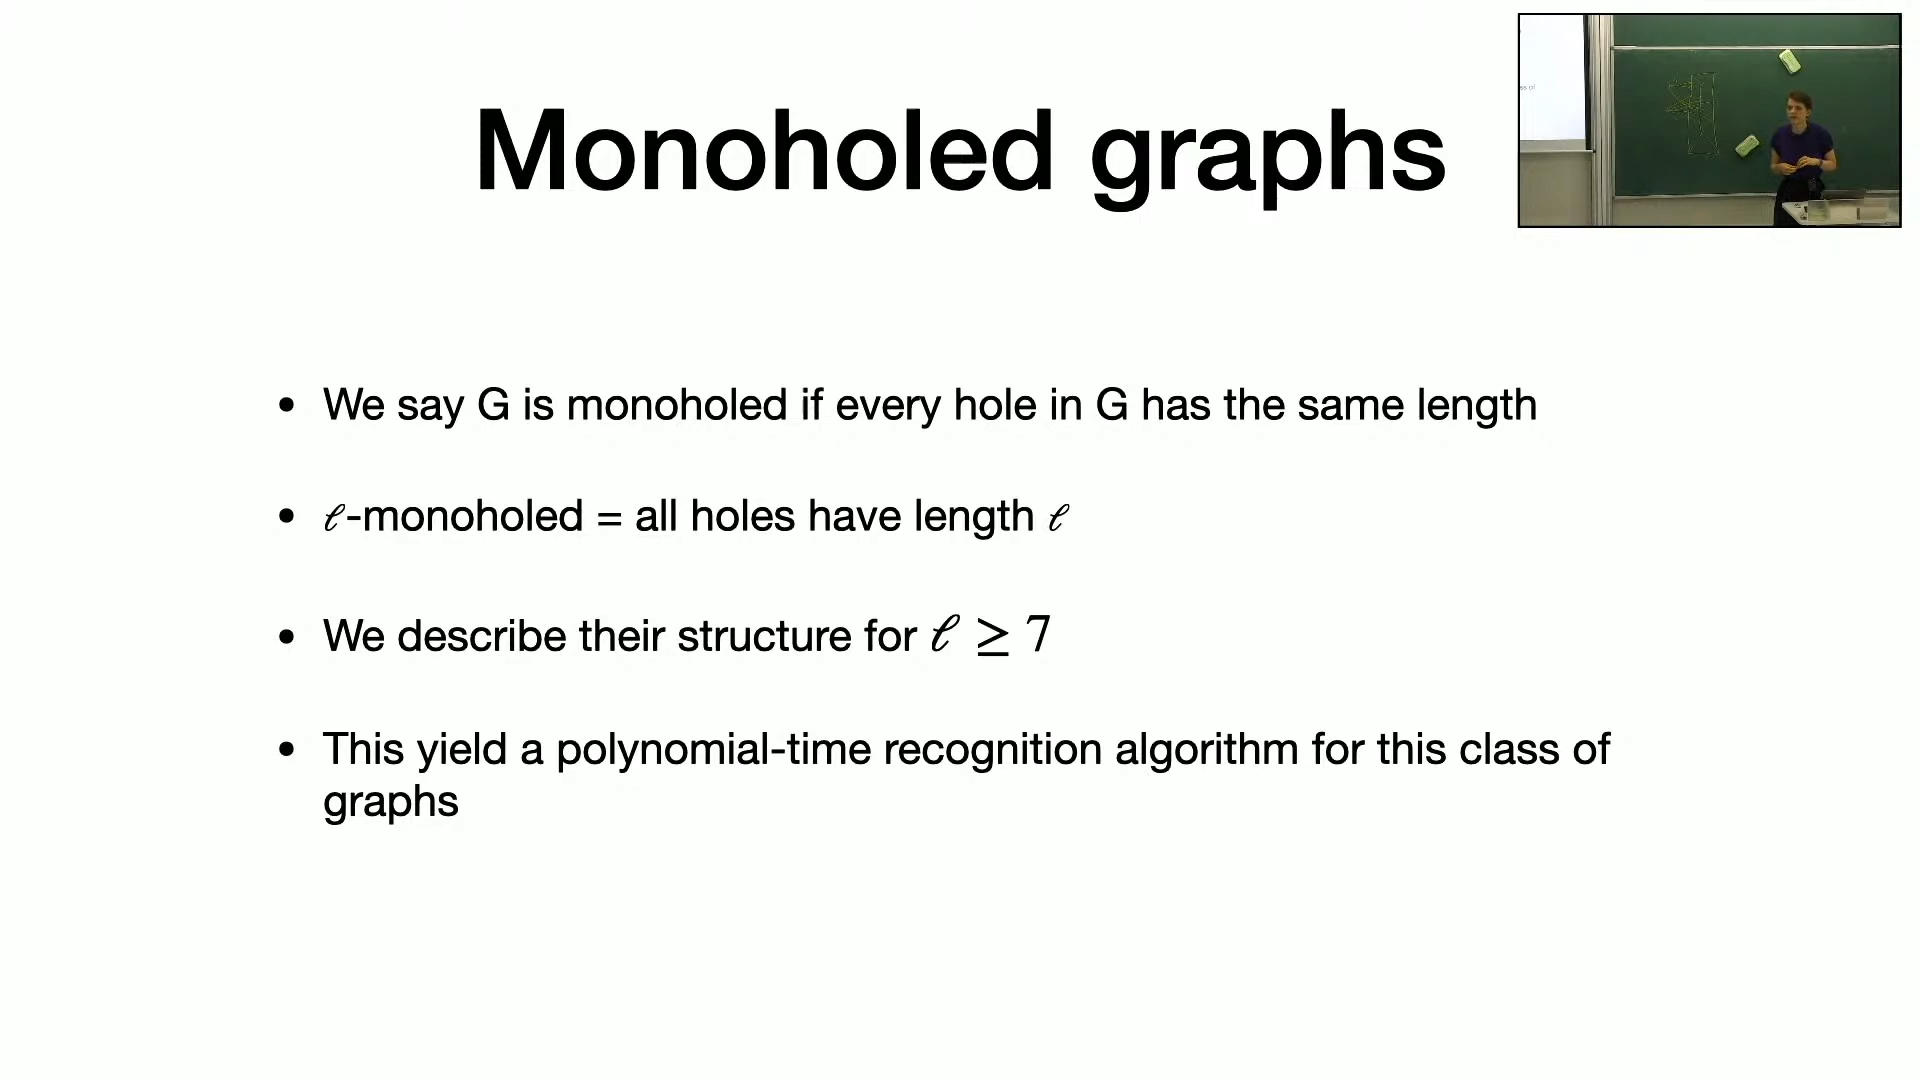 Monoholed graphs
• We say G is monoholed if every hole in G has the same length
• ℓ-monoholed = all holes have length ℓ
• We describe their structure for ℓ ≥ 7
• This yield a polynomial-time recognition algorithm for this class of
graphs